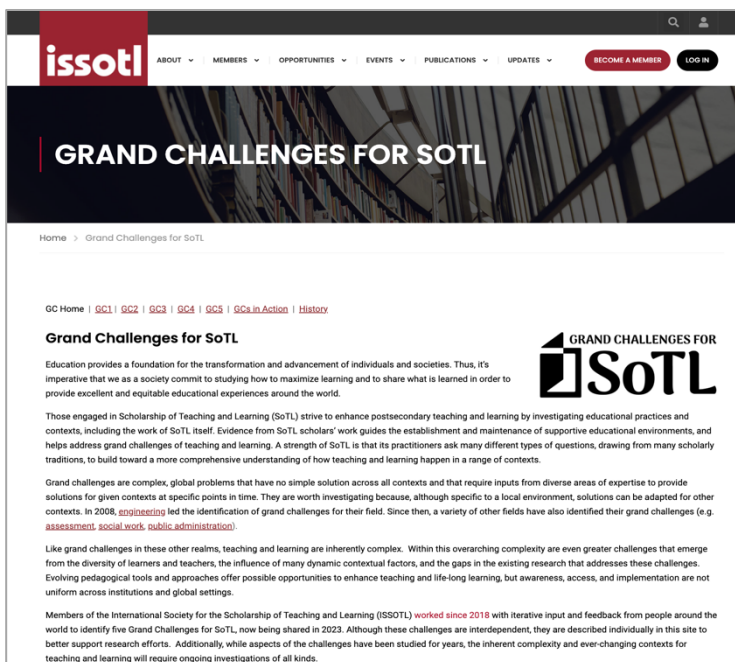 issotl
ABOUT MEMBERS OPPORTUNITIES EVENTS PUBLICATIONS UPDATES BECOME A MEMBER LOG IN
GRAND CHALLENGES FOR SOTL
Home > Grand Challenges for SoTL
GC Home | GC1 | GC2 | GC3 | GC4 | GC5 | GCs in Action | History
Grand Challenges for SoTL
GRAND CHALLENGES FOR
SoTL
Education provides a foundation for the transformation and advancement of individuals and societies. Thus, it's
imperative that we as a society commit to studying how to maximize learning and to share what is learned in order to
provide excellent and equitable educational experiences around the world.
Those engaged in Scholarship of Teaching and Learning (SoTL) strive to enhance postsecondary teaching and learning by investigating educational practices and
contexts, including the work of SoTL itself. Evidence from SoTL scholars' work guides the establishment and maintenance of supportive educational environments, and
helps address grand challenges of teaching and learning. A strength of SoTL is that its practitioners ask many different types of questions, drawing from many scholarly
traditions, to build toward a more comprehensive understanding of how teaching and learning happen in a range of contexts.
Grand challenges are complex, global problems that have no simple solution across all contexts and that require inputs from diverse areas of expertise to provide
solutions for given contexts at specific points in time. They are worth investigating because, although specific to a local environment, solutions can be adapted for other
contexts. In 2008, engineering led the identification of grand challenges for their field. Since then, a variety of other fields have also identified their grand challenges (e.g.
assessment, social work, public administration).
Like grand challenges in these other realms, teaching and learning are inherently complex. Within this overarching complexity are even greater challenges that emerge
from the diversity of learners and teachers, the influence of many dynamic contextual factors, and the gaps in the existing research that addresses these challenges.
Evolving pedagogical tools and approaches offer possible opportunities to enhance teaching and life-long learning, but awareness, access, and implementation are not
uniform across institutions and global settings.
Members of the International Society for the Scholarship of Teaching and Learning (ISSOTL) worked since 2018 with iterative input and feedback from people around the
world to identify five Grand Challenges for SoTL, now being shared in 2023. Although these challenges are interdependent, they are described individually in this site to
better support research efforts. Additionally, while aspects of the challenges have been studied for years, the inherent complexity and ever-changing contexts for
teaching and learning will require ongoing investigations of all kinds.